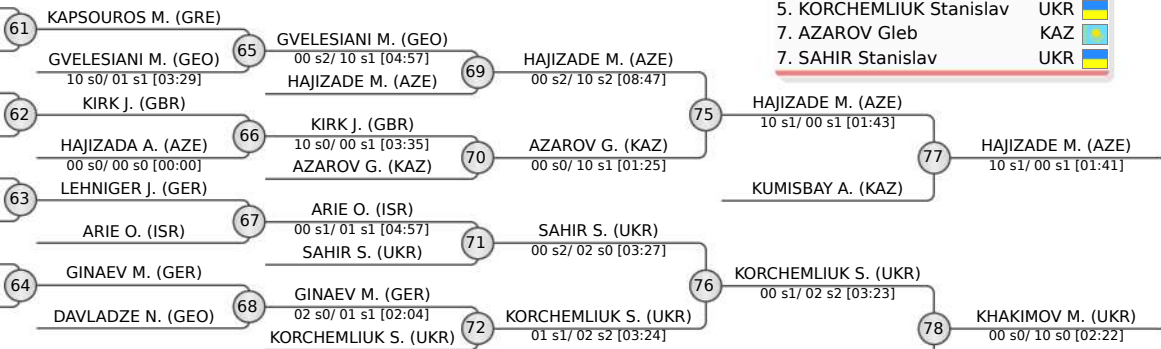 5. KORCHEMLIUK Stanislav UKR
7. AZAROV Gleb KAZ
7. SAHIR Stanislav UKR
61
KAPSOUROS M. (GRE)
GVELESIANI M. (GEO)
10 s0/ 01 s1 [03:29]
65
GVELESIANI M. (GEO)
00 s2/ 10 s1 [04:57]
HAJIZADE M. (AZE)
69
HAJIZADE M. (AZE)
00 s2/ 10 s2 [08:47]
62
KIRK J. (GBR)
HAJIZADA A. (AZE)
00 s0/ 00 s0 [00:00]
66
KIRK J. (GBR)
10 s0/ 00 s1 [03:35]
AZAROV G. (KAZ)
70
AZAROV G. (KAZ)
00 s0/ 10 s1 [01:25]
75
HAJIZADE M. (AZE)
10 s1/ 00 s1 [01:43]
KUMISBAY A. (KAZ)
77
HAJIZADE M. (AZE)
10 s1/ 00 s1 [01:41]
63
LEHNIGER J. (GER)
ARIE O. (ISR)
67
ARIE O. (ISR)
00 s1/ 01 s1 [04:57]
SAHIR S. (UKR)
71
SAHIR S. (UKR)
00 s2/ 02 s0 [03:27]
64
GINAEV M. (GER)
DAVLADZE N. (GEO)
68
GINAEV M. (GER)
02 s0/ 01 s1 [02:04]
KORCHEMLIUK S. (UKR)
72
KORCHEMLIUK S. (UKR)
01 s1/ 02 s2 [03:24]
76
KORCHEMLIUK S. (UKR)
00 s1/ 02 s2 [03:23]
78
KHAKIMOV M. (UKR)
00 s0/ 10 s0 [02:22]